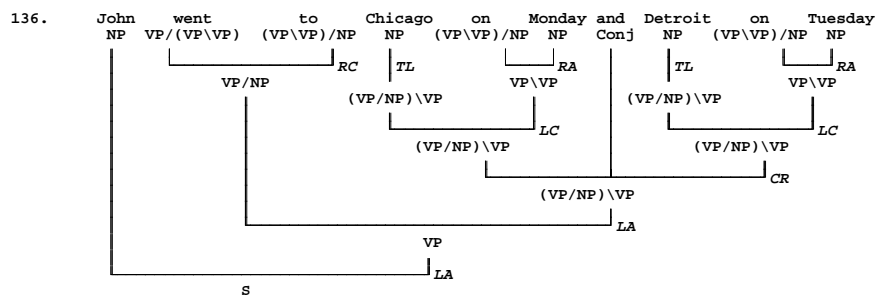 136. John went to Chicago on Monday and Detroit on Tuesday
NP VP/(VP\VP) (VP\VP)/NP NP (VP\VP)/NP NP Conj NP (VP\VP)/NP NP
RC TL RA TL RA
VP/NP VP\VP VP\VP
(VP/NP)\VP (VP/NP)\VP
LC LC
(VP/NP)\VP (VP/NP)\VP
CR
(VP/NP)\VP
LA
VP
LA
S